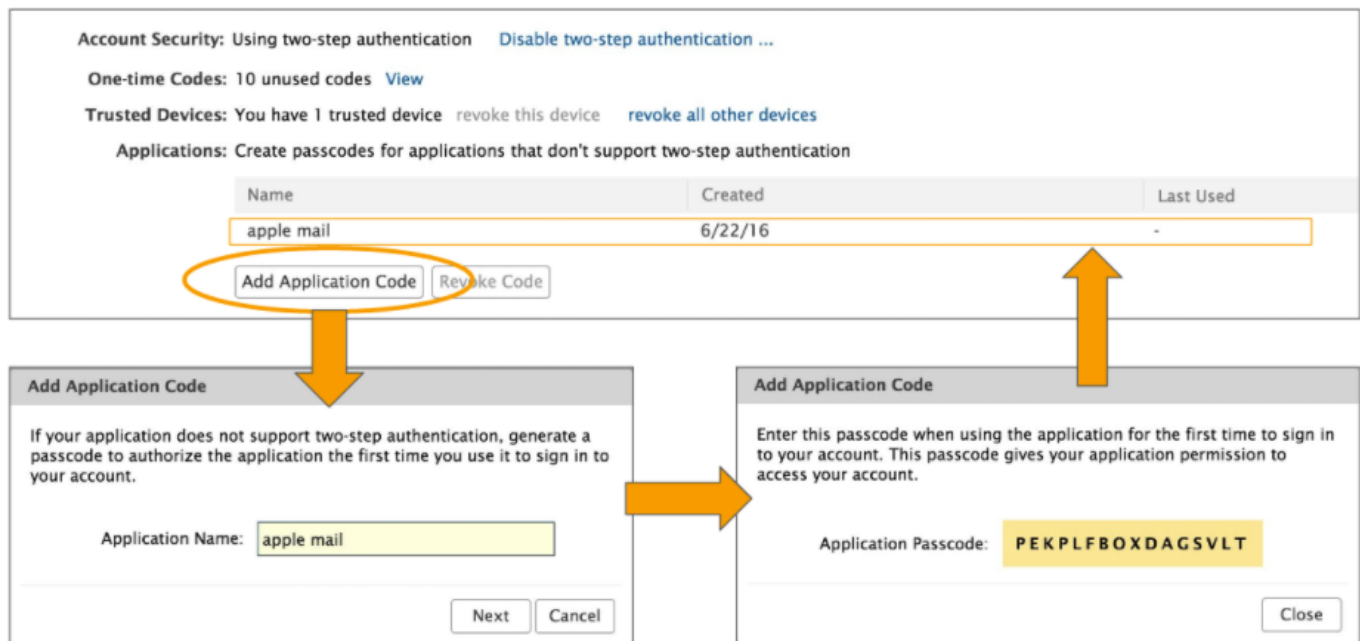 Account Security: Using two-step authentication Disable two-step authentication ...
One-time Codes: 10 unused codes View
Trusted Devices: You have 1 trusted device revoke this device revoke all other devices
Applications: Create passcodes for applications that don't support two-step authentication
Name Created Last Used
apple mail 6/22/16 -
Add Application Code Revoke Code
Add Application Code
If your application does not support two-step authentication, generate a
passcode to authorize the application the first time you use it to sign in to
your account.
Application Name: apple mail
Next Cancel
Add Application Code
Enter this passcode when using the application for the first time to sign in
to your account. This passcode gives your application permission to
access your account.
Application Passcode: PEKPLFBOXDAGSVLT
Close